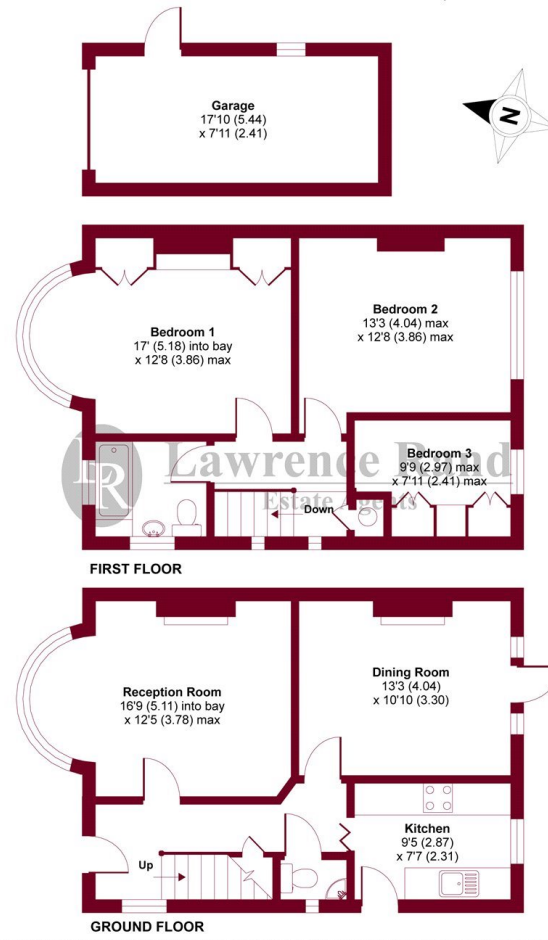 Garage
17'10 (5.44)
x 7'11 (2.41)
N
Bedroom 1
17' (5.18) into bay
x 12'8 (3.86) max
Bedroom 2
13'3 (4.04) max
x 12'8 (3.86) max
Bedroom 3
9'9 (2.97) max
x 7'11 (2.41) max
LR
Lawrence Rand
Estate Agents
Down
FIRST FLOOR
Reception Room
16'9 (5.11) into bay
x 12'5 (3.78) max
Dining Room
13'3 (4.04)
x 10'10 (3.30)
Kitchen
9'5 (2.87)
x 7'7 (2.31)
Up
GROUND FLOOR